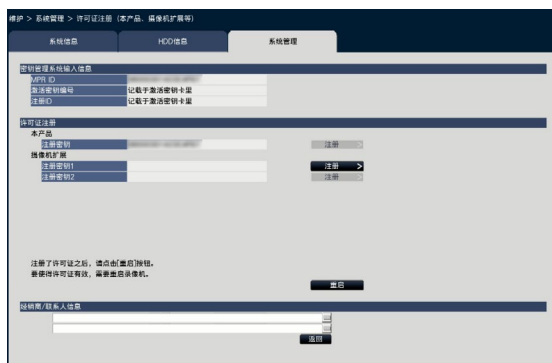 维护 > 系统管理 > 许可证注册 (本产品、摄像机扩展等)
系统信息 HDD信息 系统管理
密钥管理系统输入信息
MPR ID
激活密钥编号 记载于激活密钥卡里
注册ID 记载于激活密钥卡里
许可证注册
本产品
注册密钥 注册 >
摄像机扩展
注册密钥1 注册 >
注册密钥2 注册 >
注册了许可证之后，请点击[重启]按钮。
要使得许可证有效，需要重启录像机。
重启
经销商/联系人信息
返回